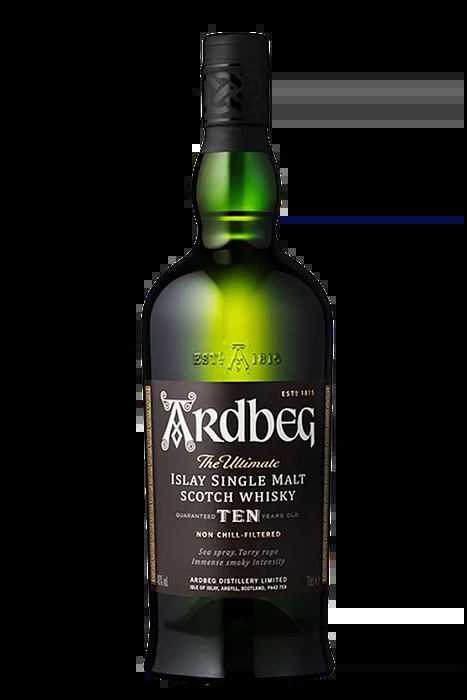 ESTD 1815
ESTD 1815
ARDBEG
The Ultimate
ISLAY SINGLE MALT
SCOTCH WHISKY
GUARANTEED TEN YEARS OLD
NON CHILL-FILTERED
Sea spray, Tarry rope
Immense smoky Intensity
ARDBEG DISTILLERY LIMITED
ISLE OF ISLAY, ARGYLL, SCOTLAND, PA42 7EA
70cl